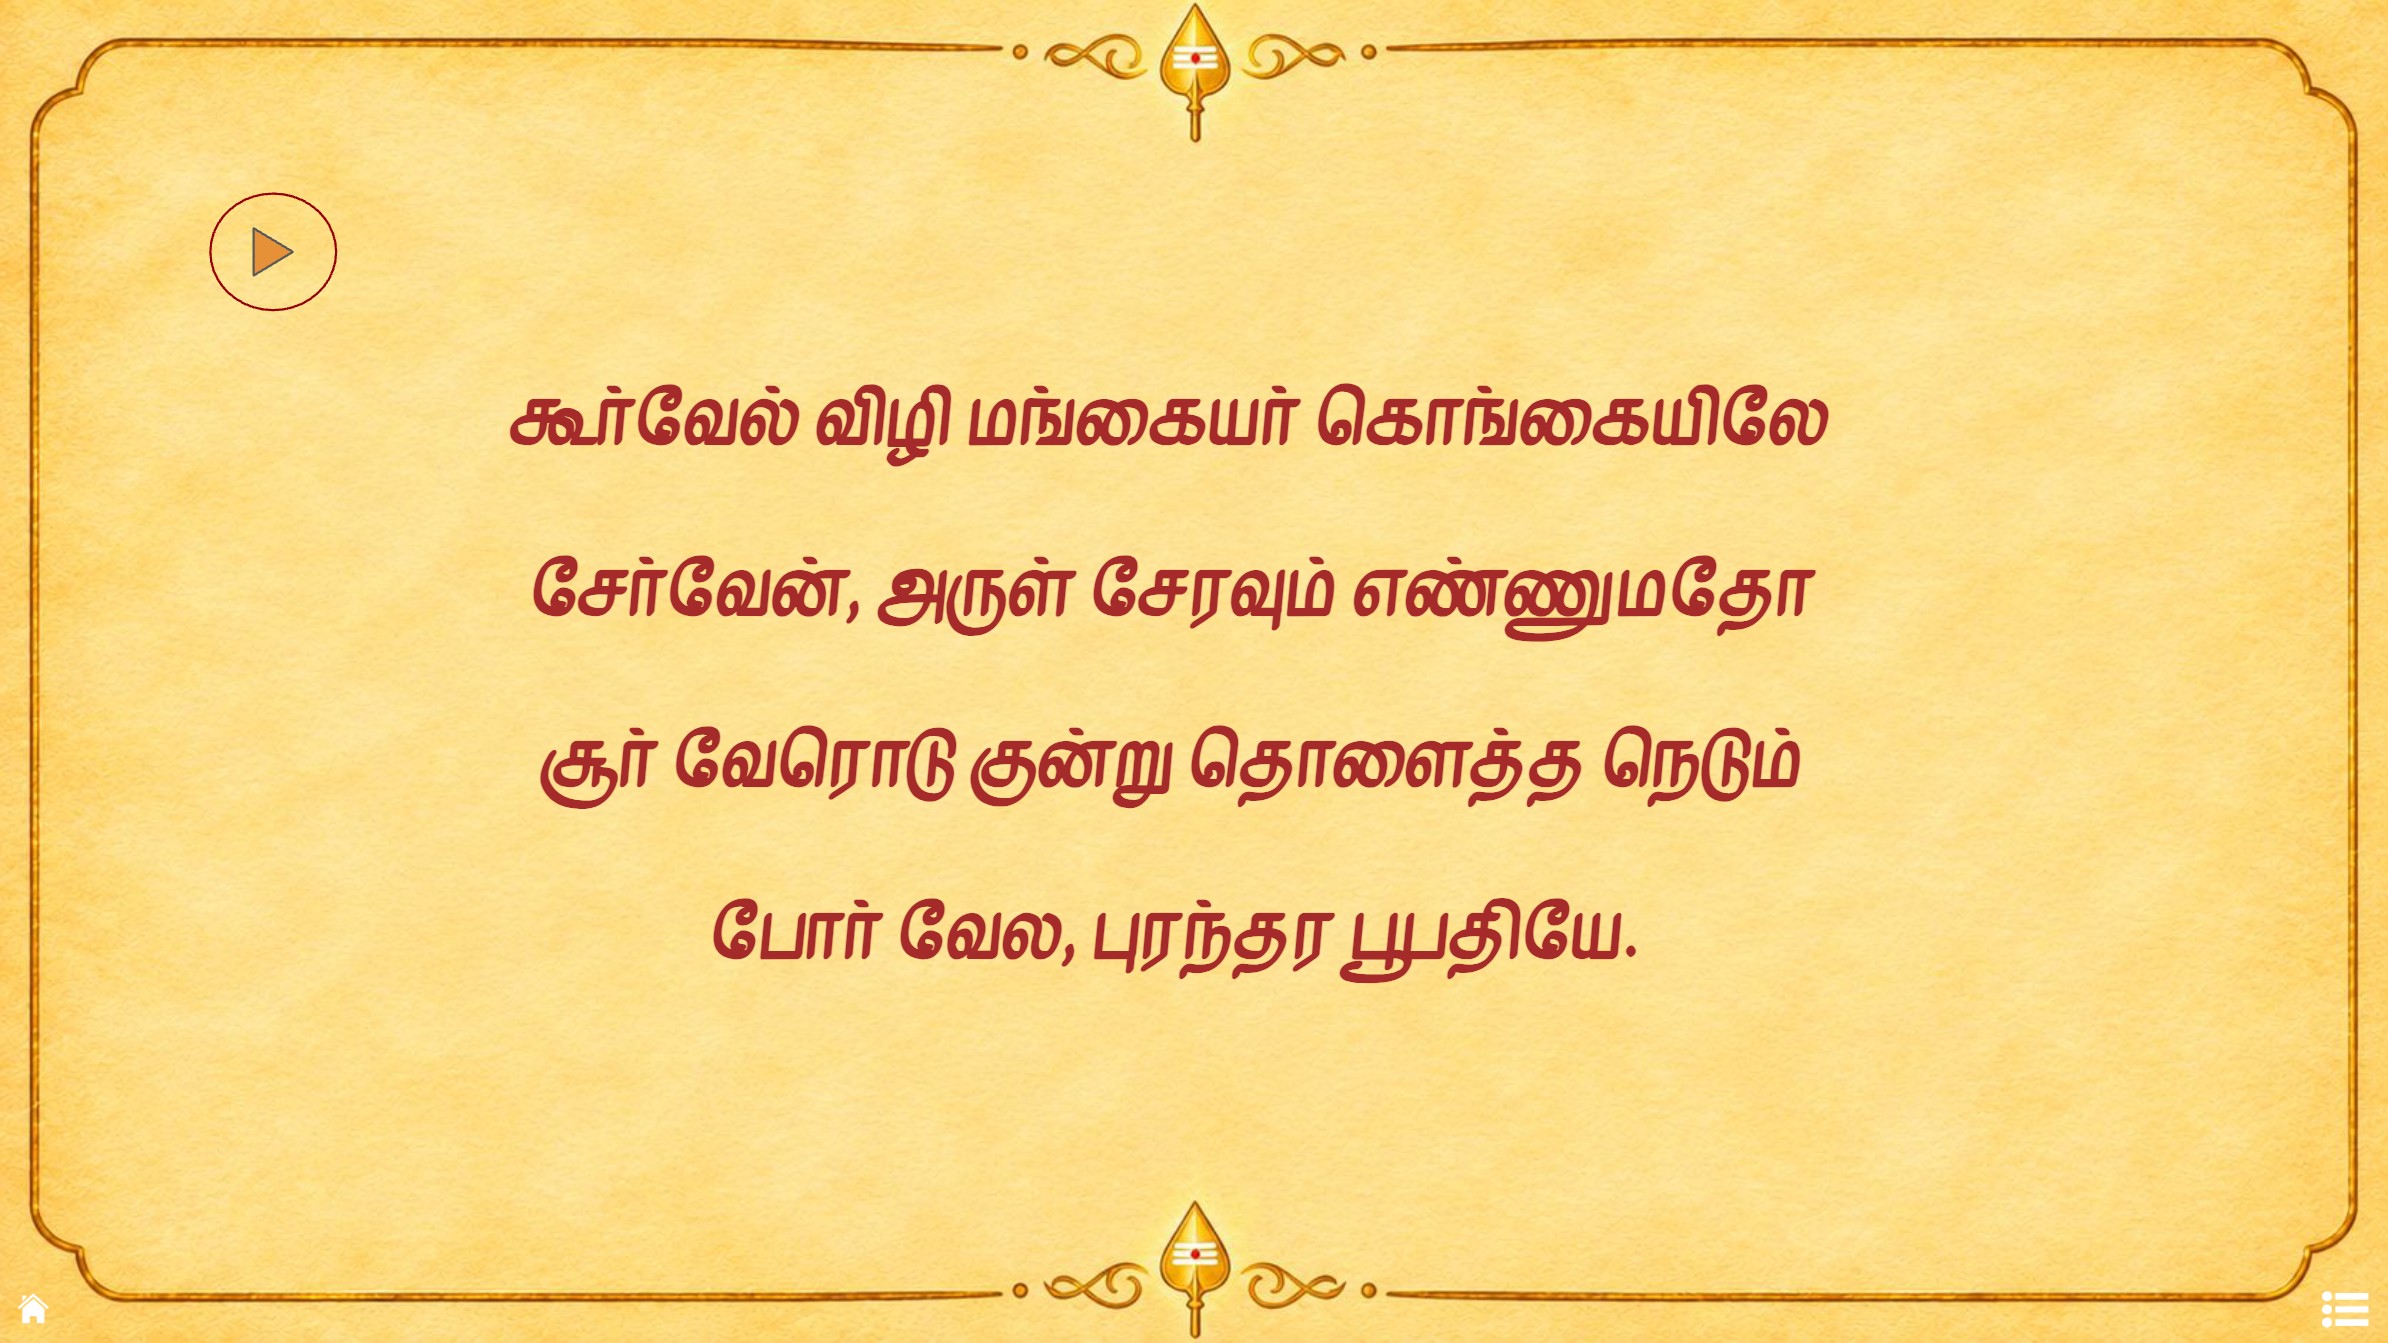 கூர்வேல் விழி மங்கையர் கொங்கையிலே
சேர்வேன், அருள் சேரவும் எண்ணுமதோ
சூர் வேரொடு குன்று தொளைத்த நெடும்
போர் வேல, புரந்தர பூபதியே.